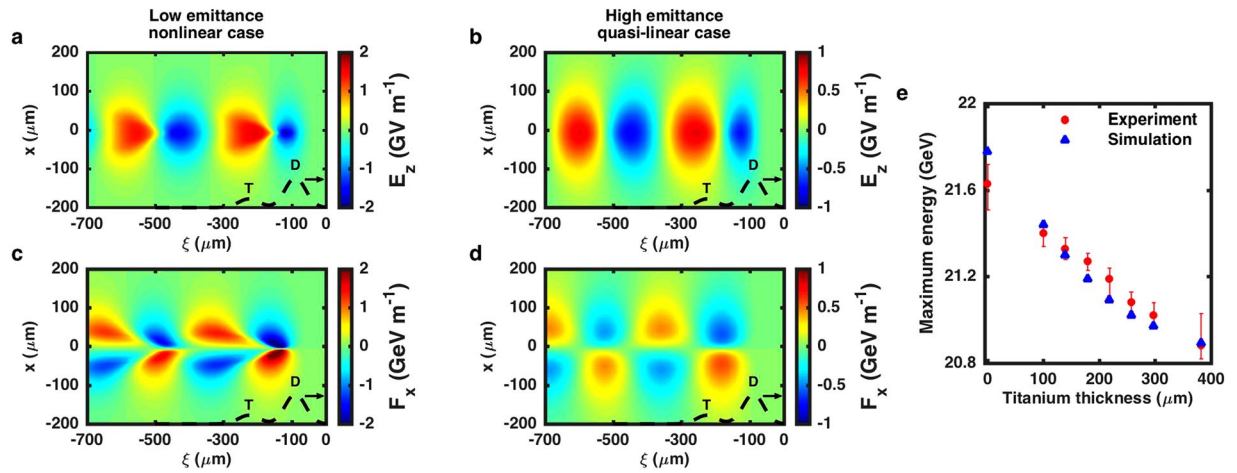 Low emittance
nonlinear case
High emittance
quasi-linear case
a
200
100
0
-100
-200
x (μm)
-700 -500 -300 -100 0
ξ (μm)
T
D
2
1
0
-1
-2
E_z (GV m⁻¹)
b
200
100
0
-100
-200
x (μm)
-700 -500 -300 -100 0
ξ (μm)
T
D
1
0.5
0
-0.5
-1
E_z (GV m⁻¹)
c
200
100
0
-100
-200
x (μm)
-700 -500 -300 -100 0
ξ (μm)
T
D
2
1
0
-1
-2
F_x (GeV m⁻¹)
d
200
100
0
-100
-200
x (μm)
-700 -500 -300 -100 0
ξ (μm)
T
D
1
0.5
0
-0.5
-1
F_x (GeV m⁻¹)
e
22
21.6
21.2
20.8
Maximum energy (GeV)
Experiment
Simulation
0 100 200 300 400
Titanium thickness (μm)